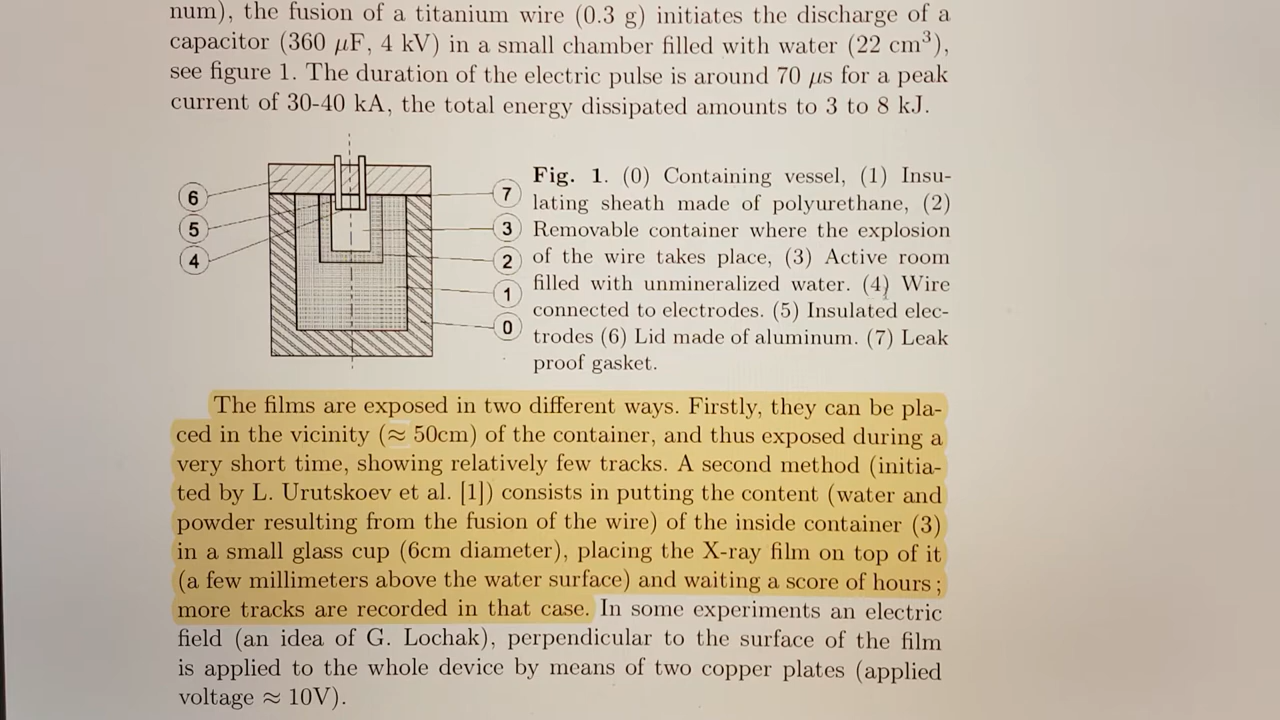 num), the fusion of a titanium wire (0.3 g) initiates the discharge of a
capacitor (360 μF, 4 kV) in a small chamber filled with water (22 cm³),
see figure 1. The duration of the electric pulse is around 70 μs for a peak
current of 30-40 kA, the total energy dissipated amounts to 3 to 8 kJ.
6
5
4
7
3
2
1
0
Fig. 1. (0) Containing vessel, (1) Insu-
lating sheath made of polyurethane, (2)
Removable container where the explosion
of the wire takes place, (3) Active room
filled with unmineralized water. (4) Wire
connected to electrodes. (5) Insulated elec-
trodes (6) Lid made of aluminum. (7) Leak
proof gasket.
The films are exposed in two different ways. Firstly, they can be pla-
ced in the vicinity (≈ 50cm) of the container, and thus exposed during a
very short time, showing relatively few tracks. A second method (initia-
ted by L. Urutskoev et al. [1]) consists in putting the content (water and
powder resulting from the fusion of the wire) of the inside container (3)
in a small glass cup (6cm diameter), placing the X-ray film on top of it
(a few millimeters above the water surface) and waiting a score of hours ;
more tracks are recorded in that case. In some experiments an electric
field (an idea of G. Lochak), perpendicular to the surface of the film
is applied to the whole device by means of two copper plates (applied
voltage ≈ 10V).